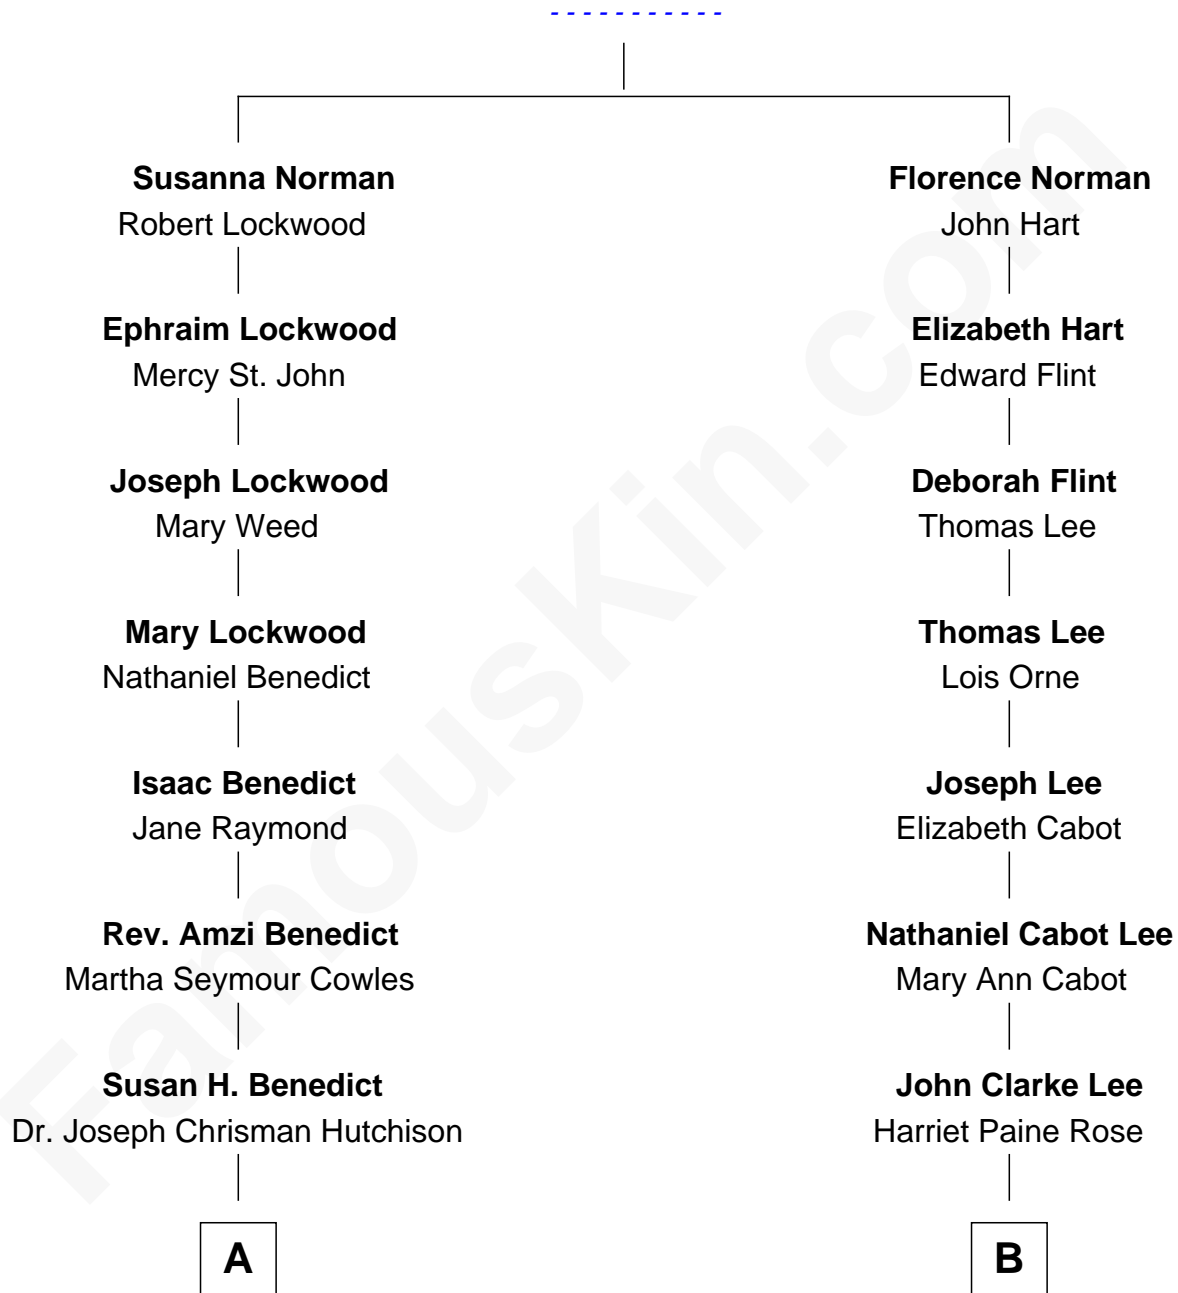 - - - - - - - - - - -
Susanna Norman
Robert Lockwood
Florence Norman
John Hart
Ephraim Lockwood
Mercy St. John
Elizabeth Hart
Edward Flint
Joseph Lockwood
Mary Weed
Deborah Flint
Thomas Lee
Mary Lockwood
Nathaniel Benedict
Thomas Lee
Lois Orne
Isaac Benedict
Jane Raymond
Joseph Lee
Elizabeth Cabot
Rev. Amzi Benedict
Martha Seymour Cowles
Nathaniel Cabot Lee
Mary Ann Cabot
Susan H. Benedict
Dr. Joseph Chrisman Hutchison
John Clarke Lee
Harriet Paine Rose
A
B
FamousKin.com